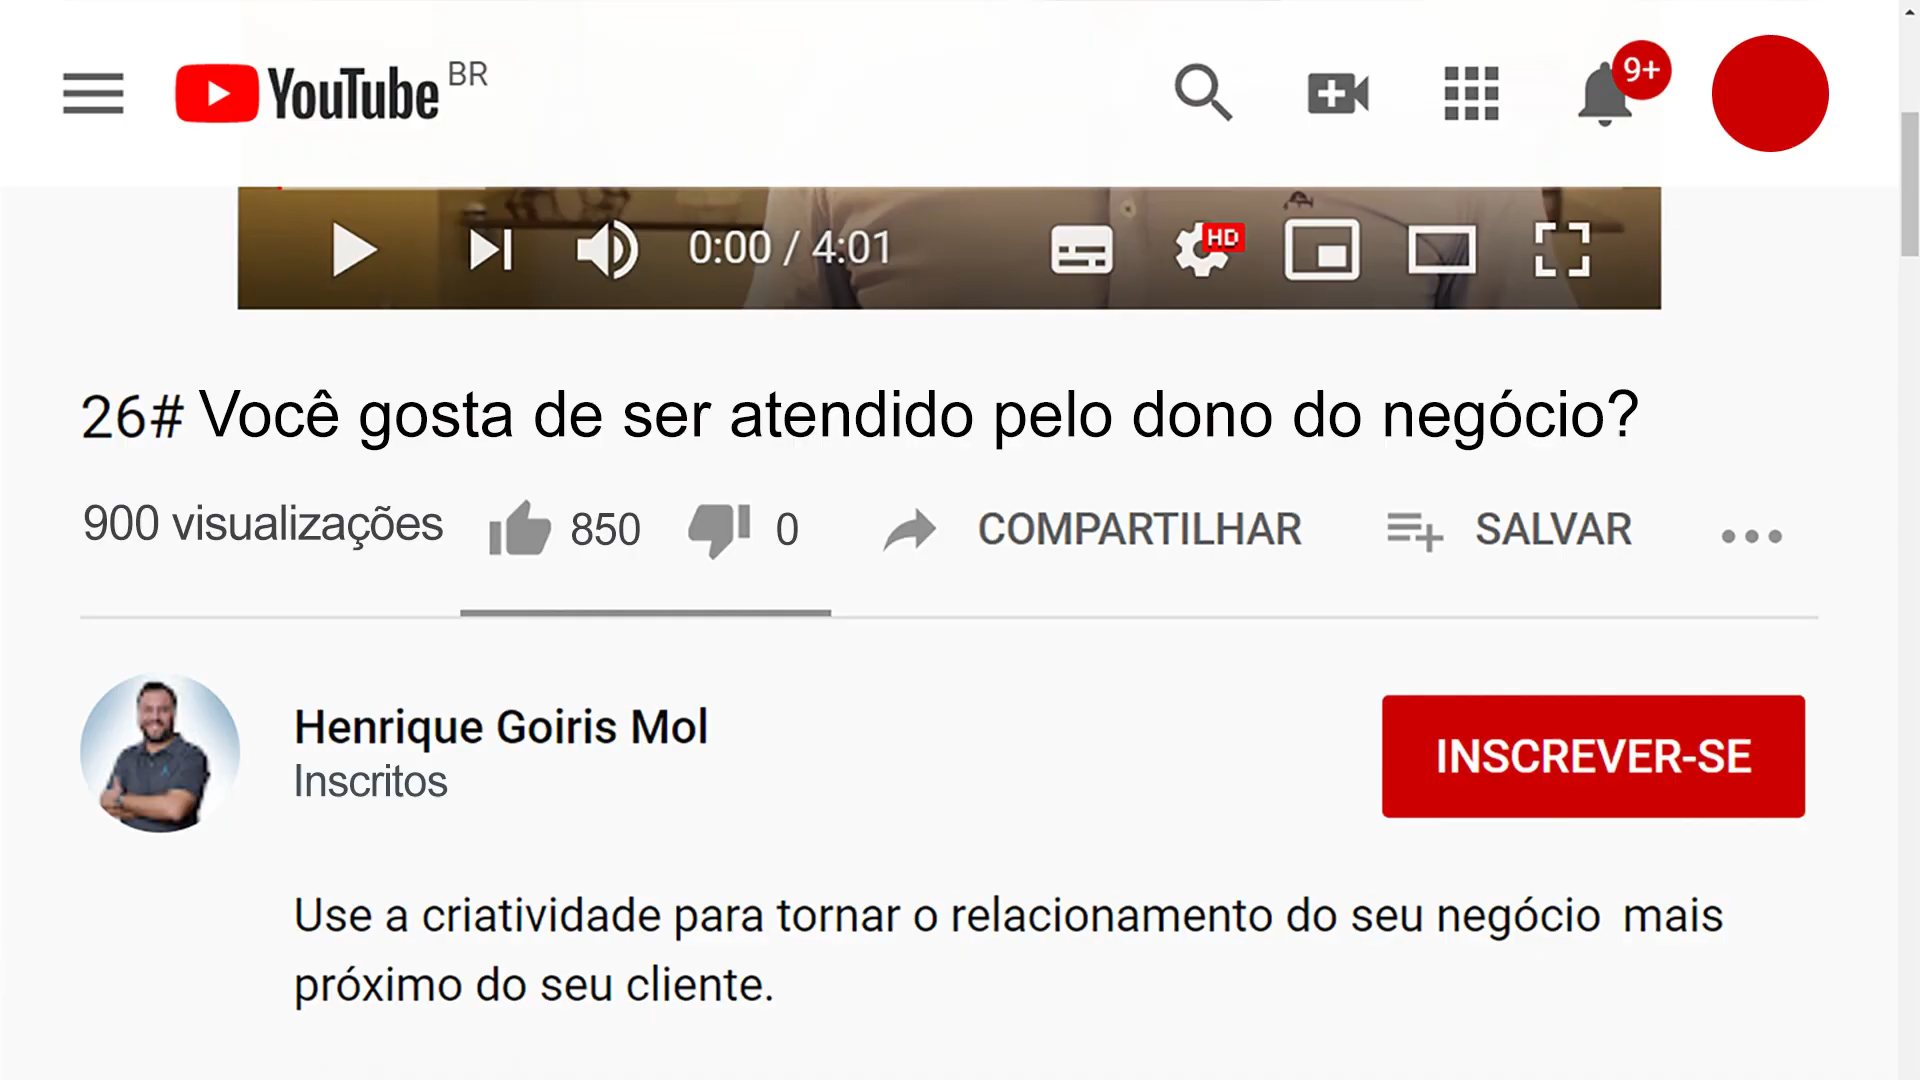 YouTube BR
9+
0:00 / 4:01
HD
26# Você gosta de ser atendido pelo dono do negócio?
900 visualizações 850 0 COMPARTILHAR SALVAR
Henrique Goiris Mol
Inscritos
INSCREVER-SE
Use a criatividade para tornar o relacionamento do seu negócio mais
próximo do seu cliente.